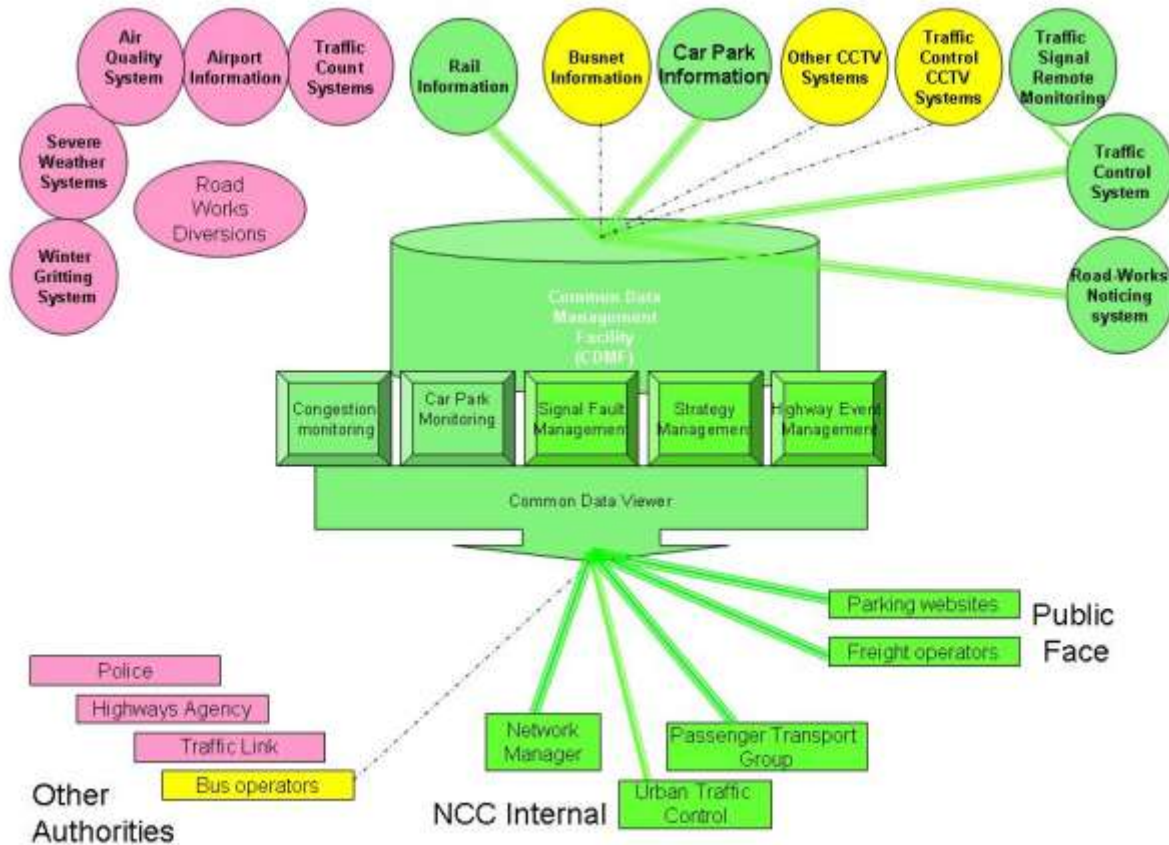 Air
Quality
System
Airport
Information
Traffic
Count
Systems
Rail
Information
Busnet
Information
Car Park
Information
Other CCTV
Systems
Traffic
Control
CCTV
Systems
Traffic
Signal
Remote
Monitoring
Severe
Weather
Systems
Road
Works
Diversions
Traffic
Control
System
Winter
Gritting
System
Road-Works
Noticing
system
Common Data
Management
Facility
(CDMF)
Congestion
monitoring
Car Park
Monitoring
Signal Fault
Management
Strategy
Management
Highway Event
Management
Common Data Viewer
Parking websites
Freight operators
Public
Face
Police
Highways Agency
Traffic Link
Bus operators
Other
Authorities
Network
Manager
Passenger Transport
Group
Urban Traffic
Control
NCC Internal